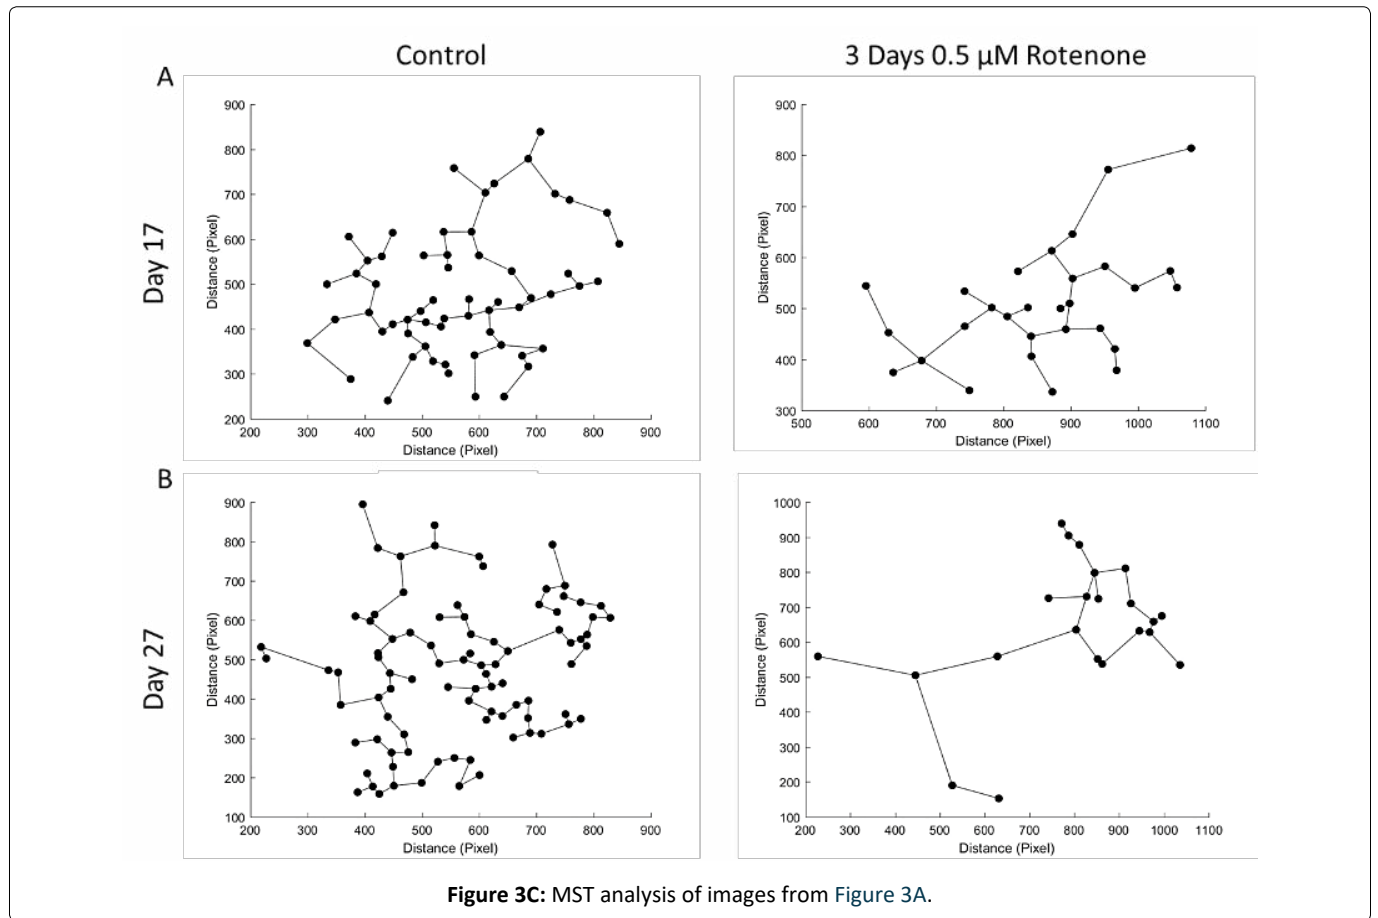 Control
3 Days 0.5 µM Rotenone
A
Day 17
Distance (Pixel)
900
800
700
600
500
400
300
200
200 300 400 500 600 700 800 900
Distance (Pixel)
Distance (Pixel)
900
800
700
600
500
400
300
500 600 700 800 900 1000 1100
Distance (Pixel)
B
Day 27
Distance (Pixel)
900
800
700
600
500
400
300
200
100
200 300 400 500 600 700 800 900
Distance (Pixel)
Distance (Pixel)
1000
900
800
700
600
500
400
300
200
100
200 300 400 500 600 700 800 900 1000 1100
Distance (Pixel)
Figure 3C: MST analysis of images from Figure 3A.